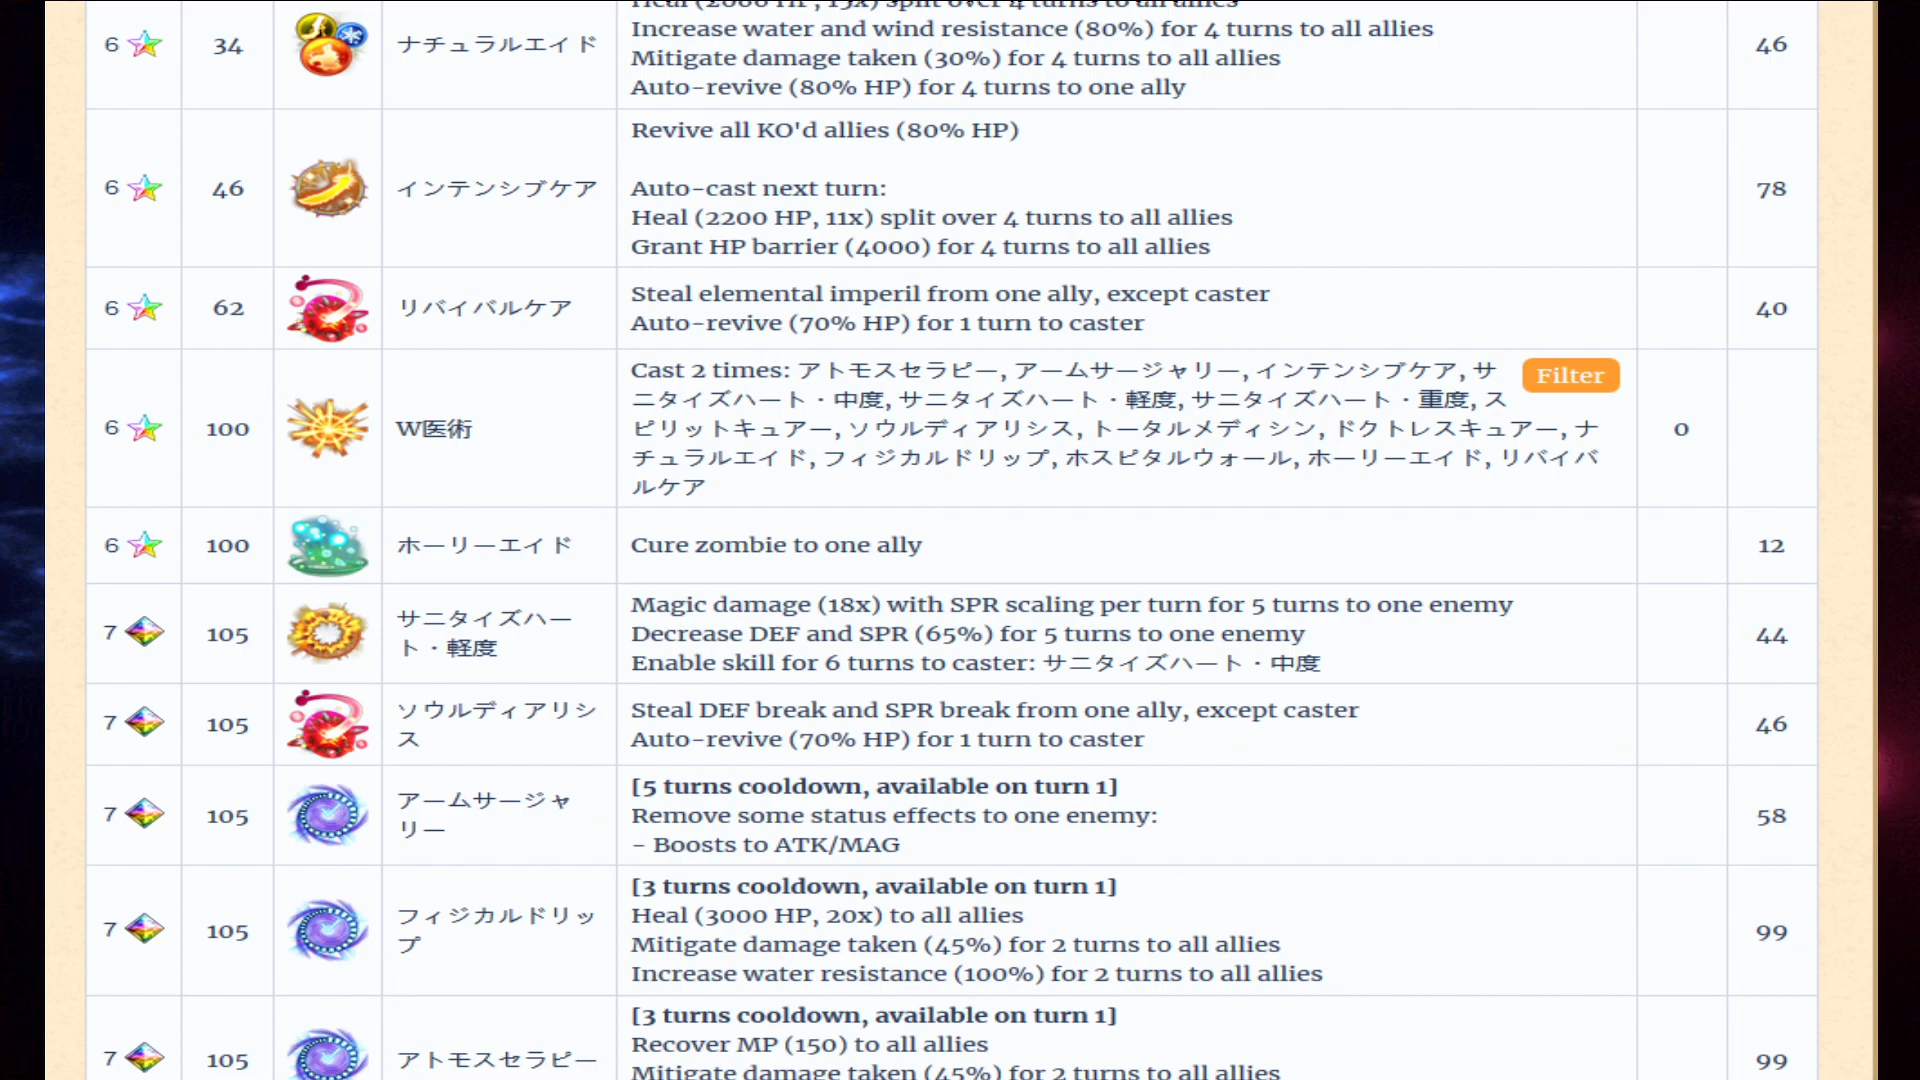 Heal (2000 HP, 15x) split over 4 turns to all allies
6 34 ナチュラルエイド
Increase water and wind resistance (80%) for 4 turns to all allies
Mitigate damage taken (30%) for 4 turns to all allies
Auto-revive (80% HP) for 4 turns to one ally
46
6 46 インテンシブケア
Revive all KO'd allies (80% HP)
Auto-cast next turn:
Heal (2200 HP, 11x) split over 4 turns to all allies
Grant HP barrier (4000) for 4 turns to all allies
78
6 62 リバイバルケア
Steal elemental imperil from one ally, except caster
Auto-revive (70% HP) for 1 turn to caster
40
6 100 W医術
Cast 2 times: アトモスセラピー, アームサージャリー, インテンシブケア, サ
ニタイズハート・中度, サニタイズハート・軽度, サニタイズハート・重度, ス
ピリットキュアー, ソウルディアリシス, トータルメディシン, ドクトレスキュアー, ナ
チュラルエイド, フィジカルドリップ, ホスピタルウォール, ホーリーエイド, リバイバ
ルケア
Filter
0
6 100 ホーリーエイド
Cure zombie to one ally
12
7 105 サニタイズハー
ト・軽度
Magic damage (18x) with SPR scaling per turn for 5 turns to one enemy
Decrease DEF and SPR (65%) for 5 turns to one enemy
Enable skill for 6 turns to caster: サニタイズハート・中度
44
7 105 ソウルディアリシ
ス
Steal DEF break and SPR break from one ally, except caster
Auto-revive (70% HP) for 1 turn to caster
46
7 105 アームサージャ
リー
[5 turns cooldown, available on turn 1]
Remove some status effects to one enemy:
- Boosts to ATK/MAG
58
7 105 フィジカルドリッ
プ
[3 turns cooldown, available on turn 1]
Heal (3000 HP, 20x) to all allies
Mitigate damage taken (45%) for 2 turns to all allies
Increase water resistance (100%) for 2 turns to all allies
99
7 105 アトモスセラピー
[3 turns cooldown, available on turn 1]
Recover MP (150) to all allies
Mitigate damage taken (45%) for 2 turns to all allies
99